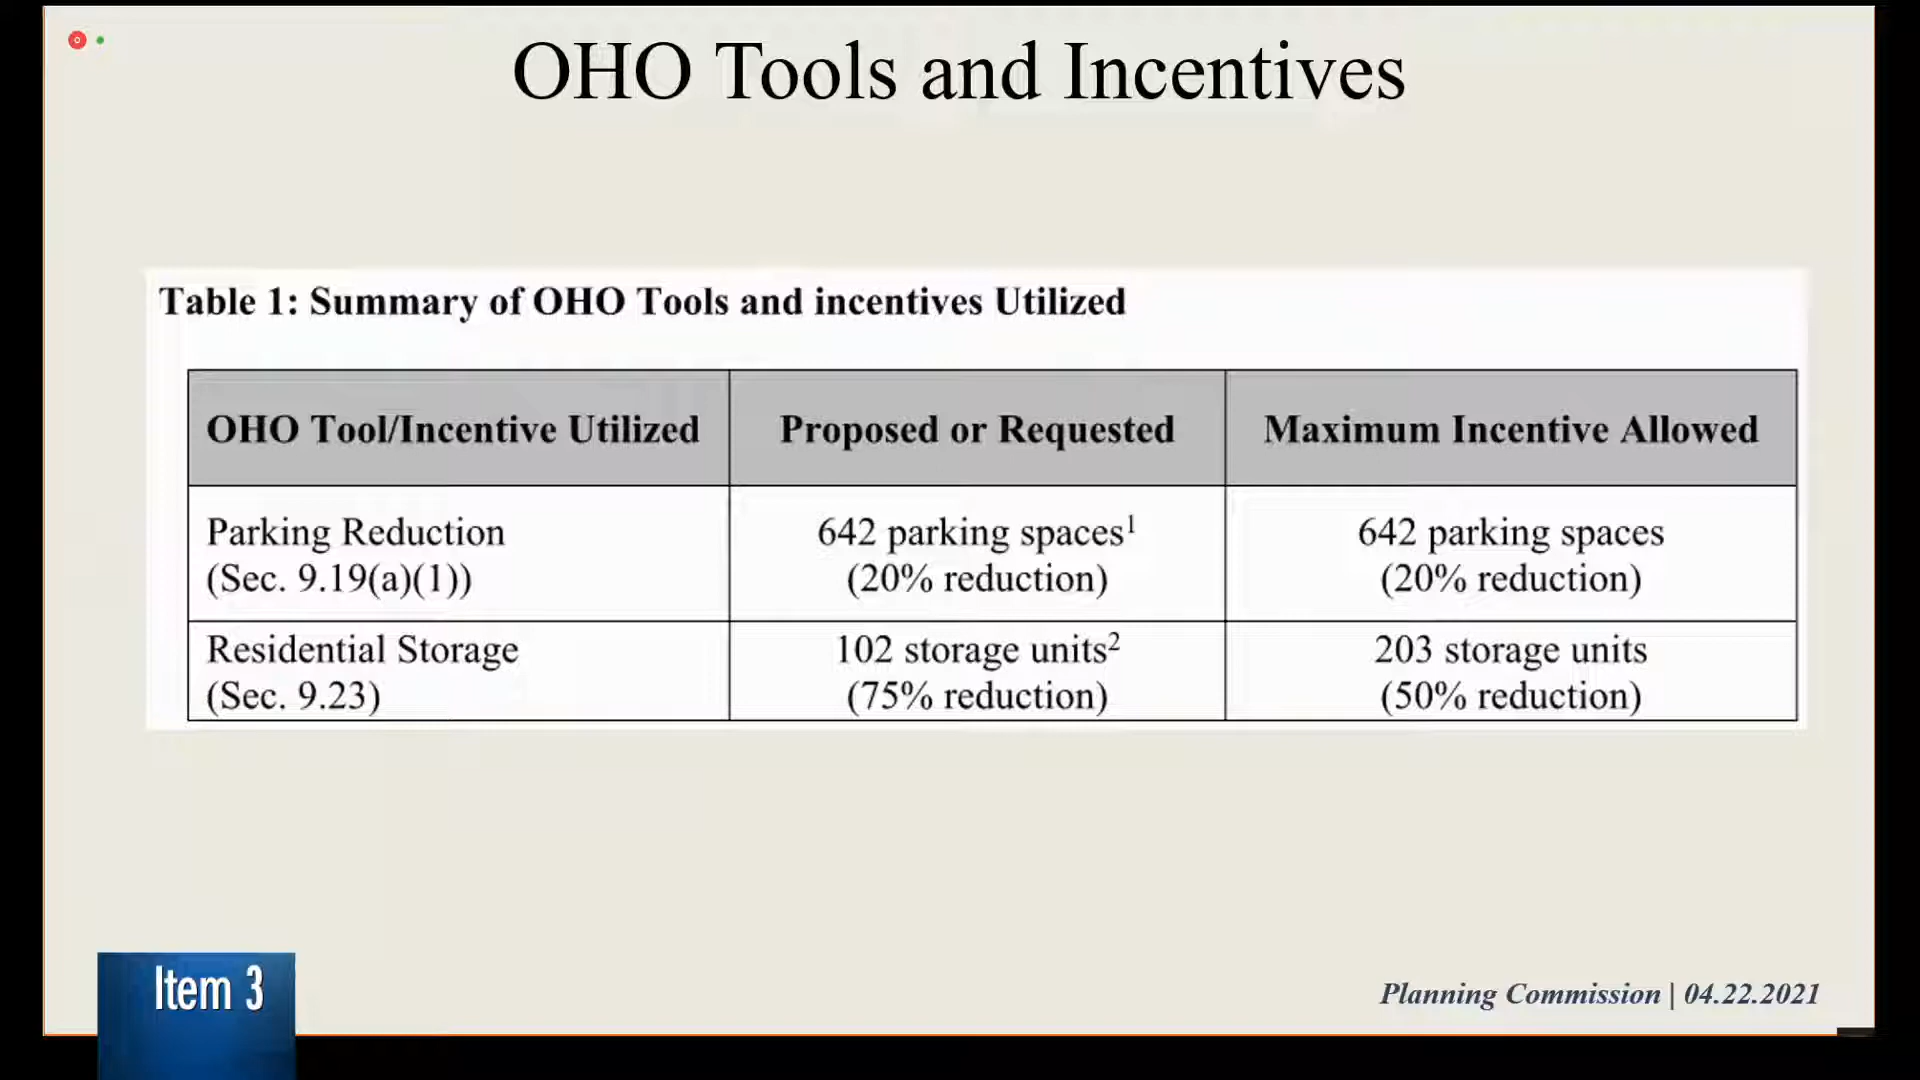 OHO Tools and Incentives
Table 1: Summary of OHO Tools and incentives Utilized
OHO Tool/Incentive Utilized
Proposed or Requested
Maximum Incentive Allowed
Parking Reduction
(Sec. 9.19(a)(1))
642 parking spaces¹
(20% reduction)
642 parking spaces
(20% reduction)
Residential Storage
(Sec. 9.23)
102 storage units²
(75% reduction)
203 storage units
(50% reduction)
Item 3
Planning Commission | 04.22.2021